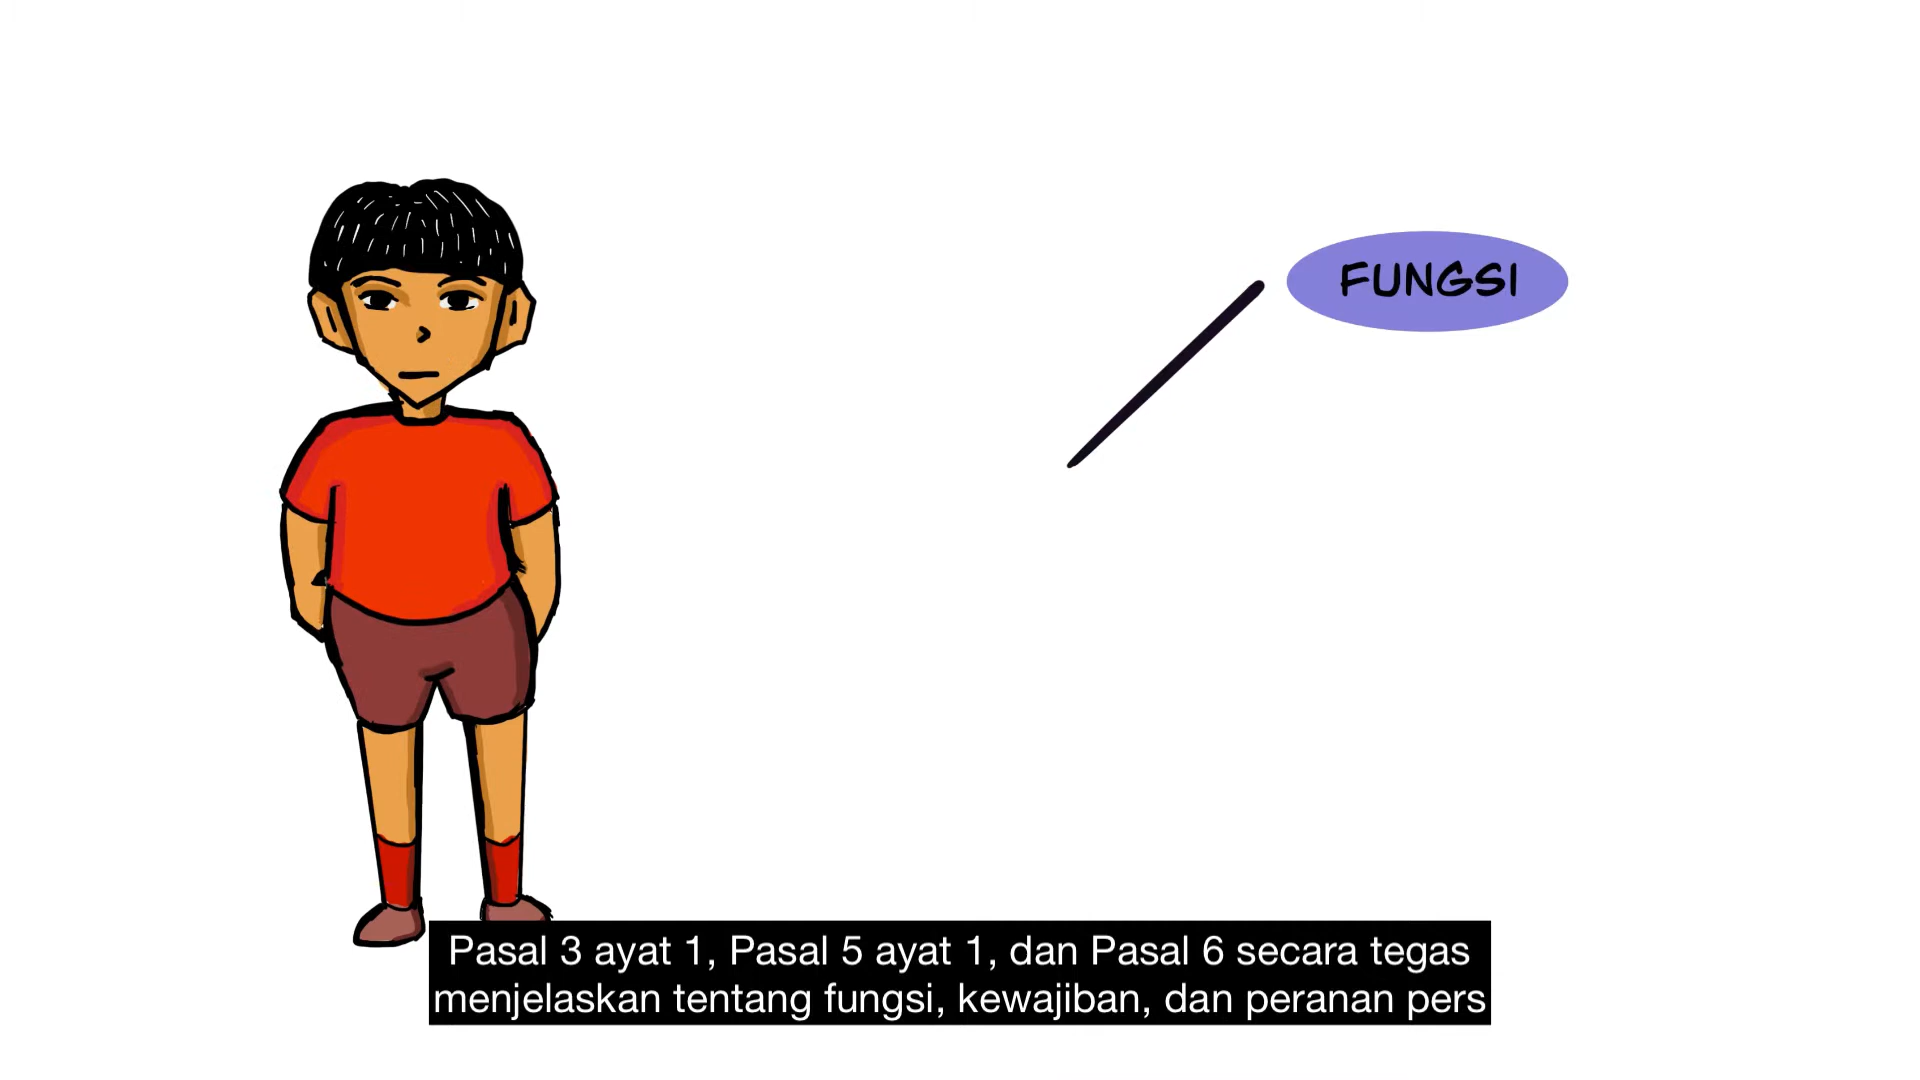 FUNGSI
Pasal 3 ayat 1, Pasal 5 ayat 1, dan Pasal 6 secara tegas
menjelaskan tentang fungsi, kewajiban, dan peranan pers